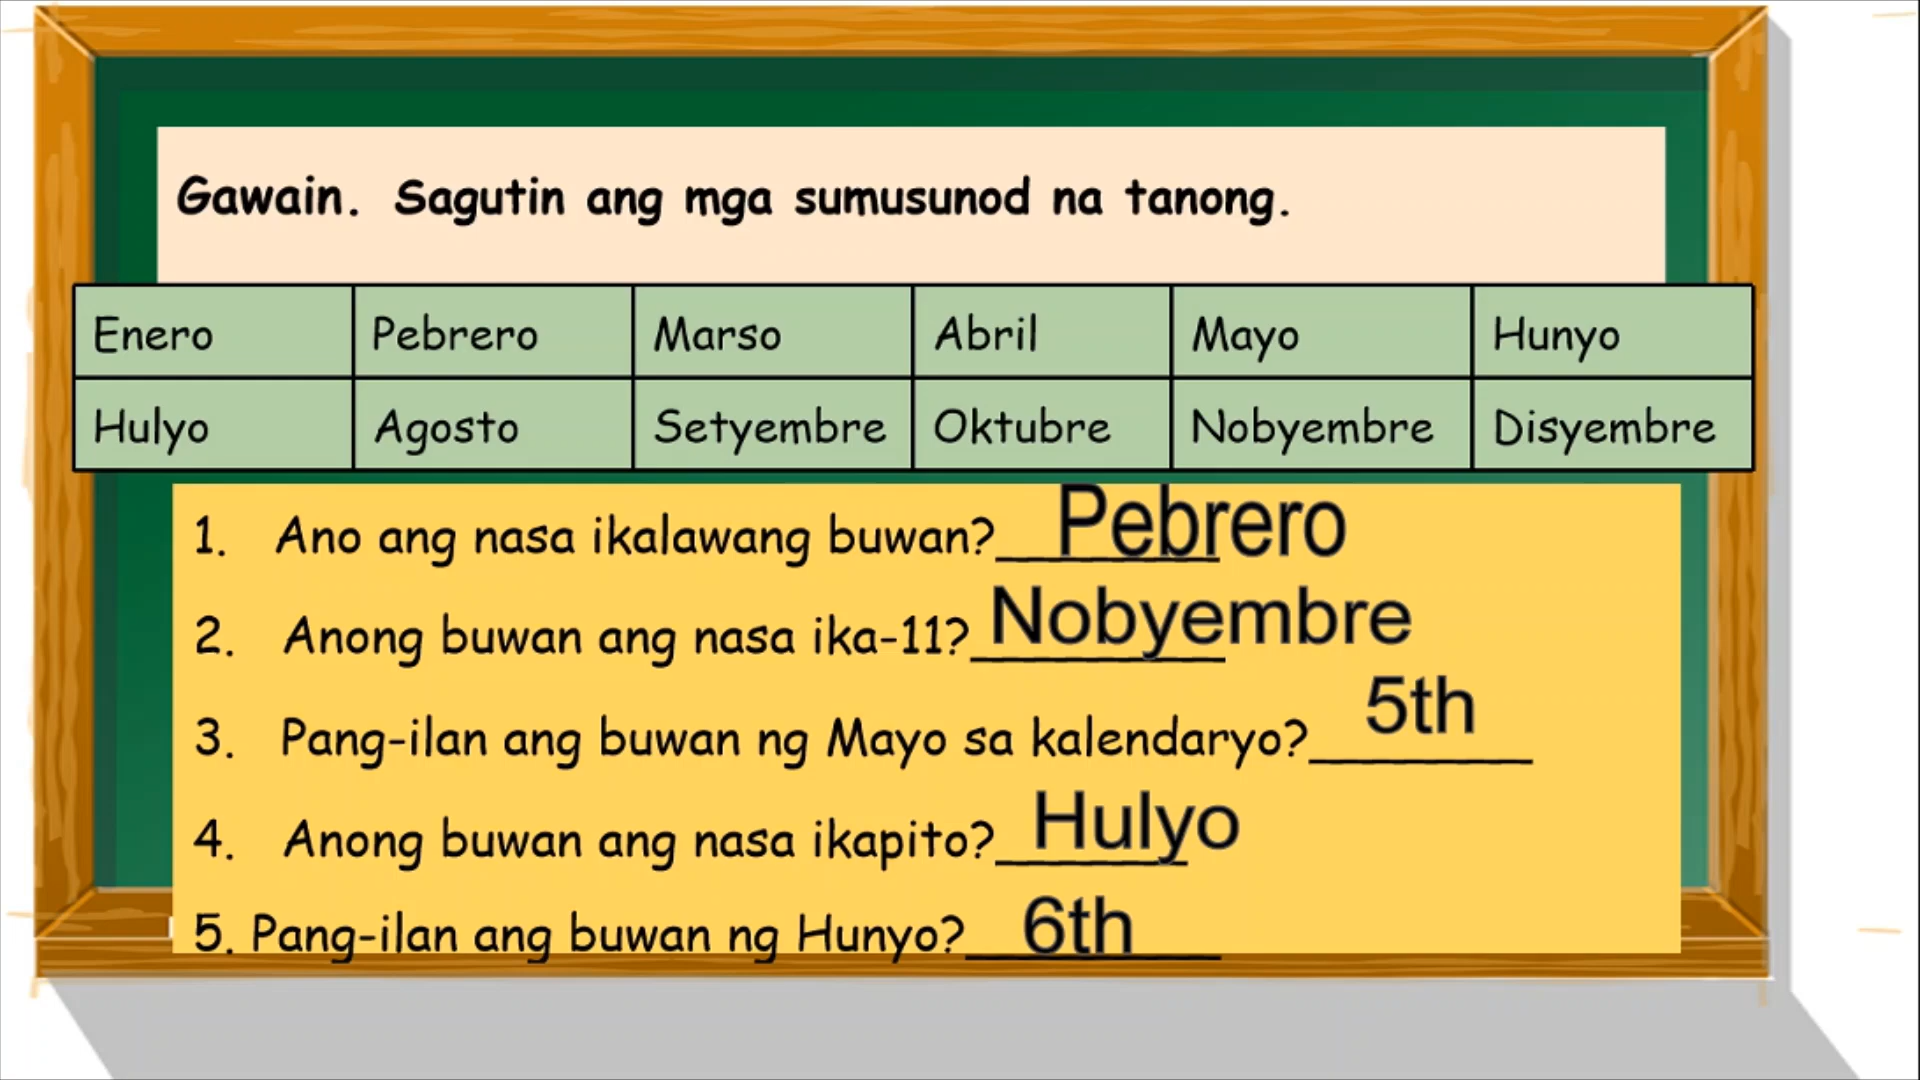 Gawain. Sagutin ang mga sumusunod na tanong.
Enero Pebrero Marso Abril Mayo Hunyo
Hulyo Agosto Setyembre Oktubre Nobyembre Disyembre
1. Ano ang nasa ikalawang buwan? Pebrero
2. Anong buwan ang nasa ika-11? Nobyembre
3. Pang-ilan ang buwan ng Mayo sa kalendaryo? 5th
4. Anong buwan ang nasa ikapito? Hulyo
5. Pang-ilan ang buwan ng Hunyo? 6th